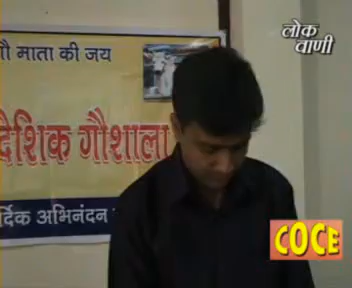 लोक
वाणी
गौ माता की जय
देशिक गौशाला
र्दिक अभिनंदन
COCE